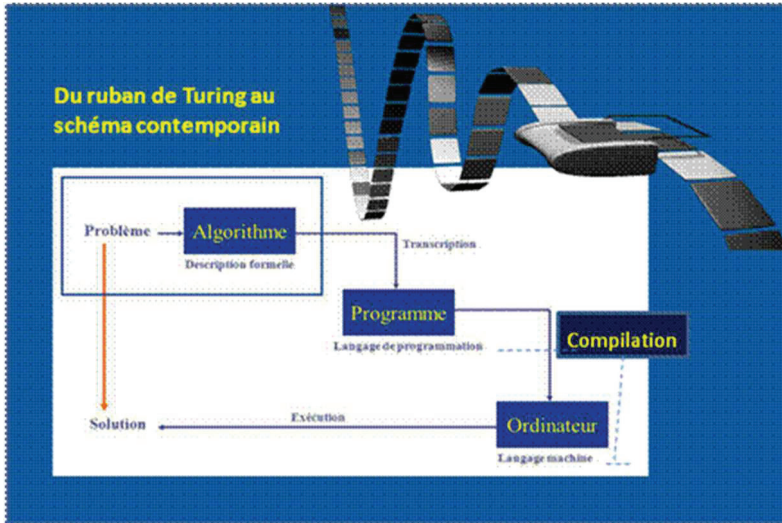 Du ruban de Turing au
schéma contemporain
Problème
Algorithme
Description formelle
Transcription
Programme
Langage de programmation
Compilation
Solution
Exécution
Ordinateur
Langage machine